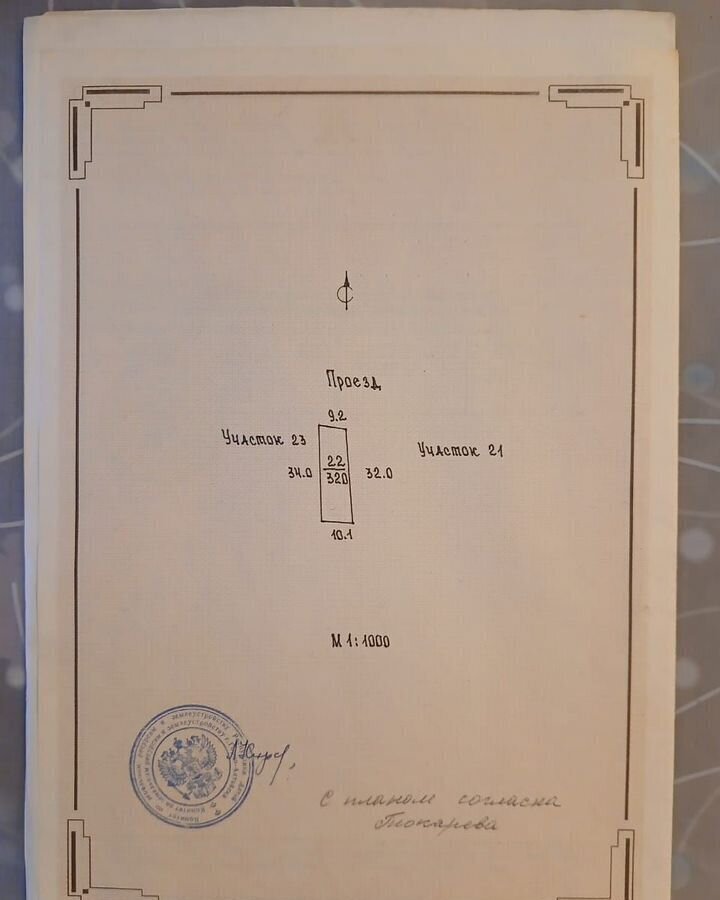 Проезд
9.2
Участок 23
Участок 21
34.0
22
320
32.0
10.1
М 1:1000
С планом согласна
Токарева